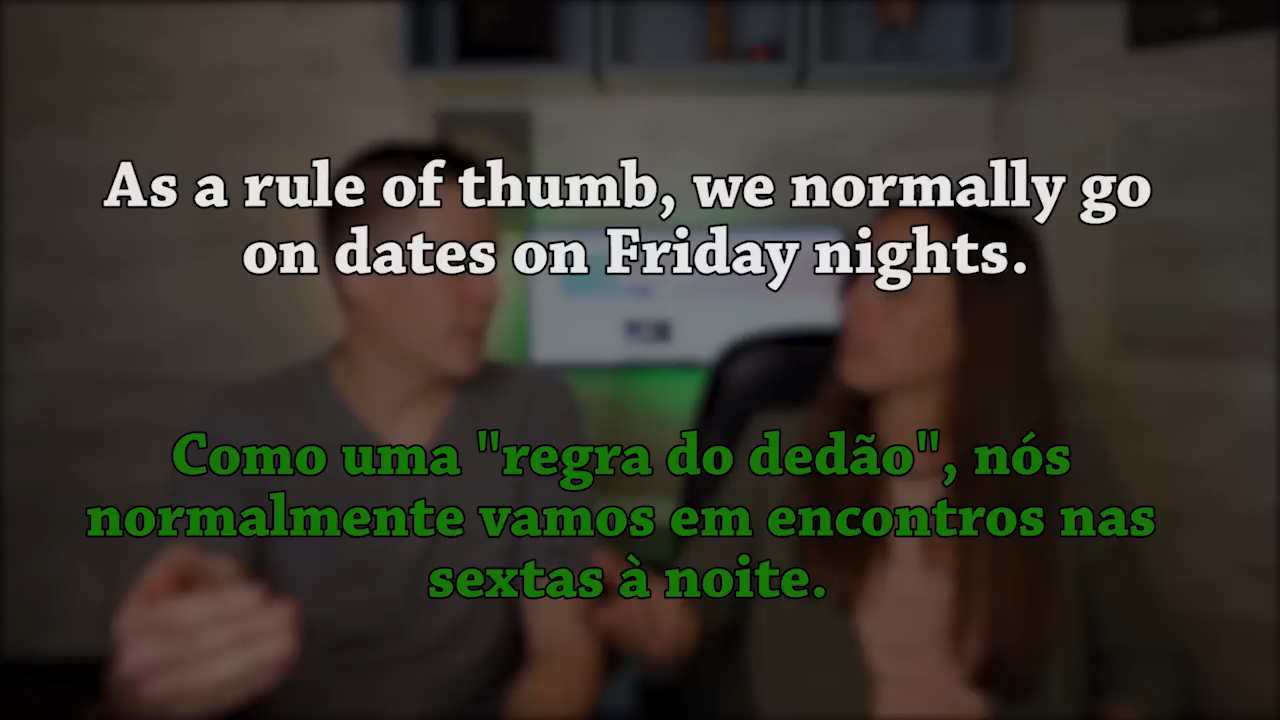 As a rule of thumb, we normally go
on dates on Friday nights.
Como uma "regra do dedão", nós
normalmente vamos em encontros nas
sextas à noite.